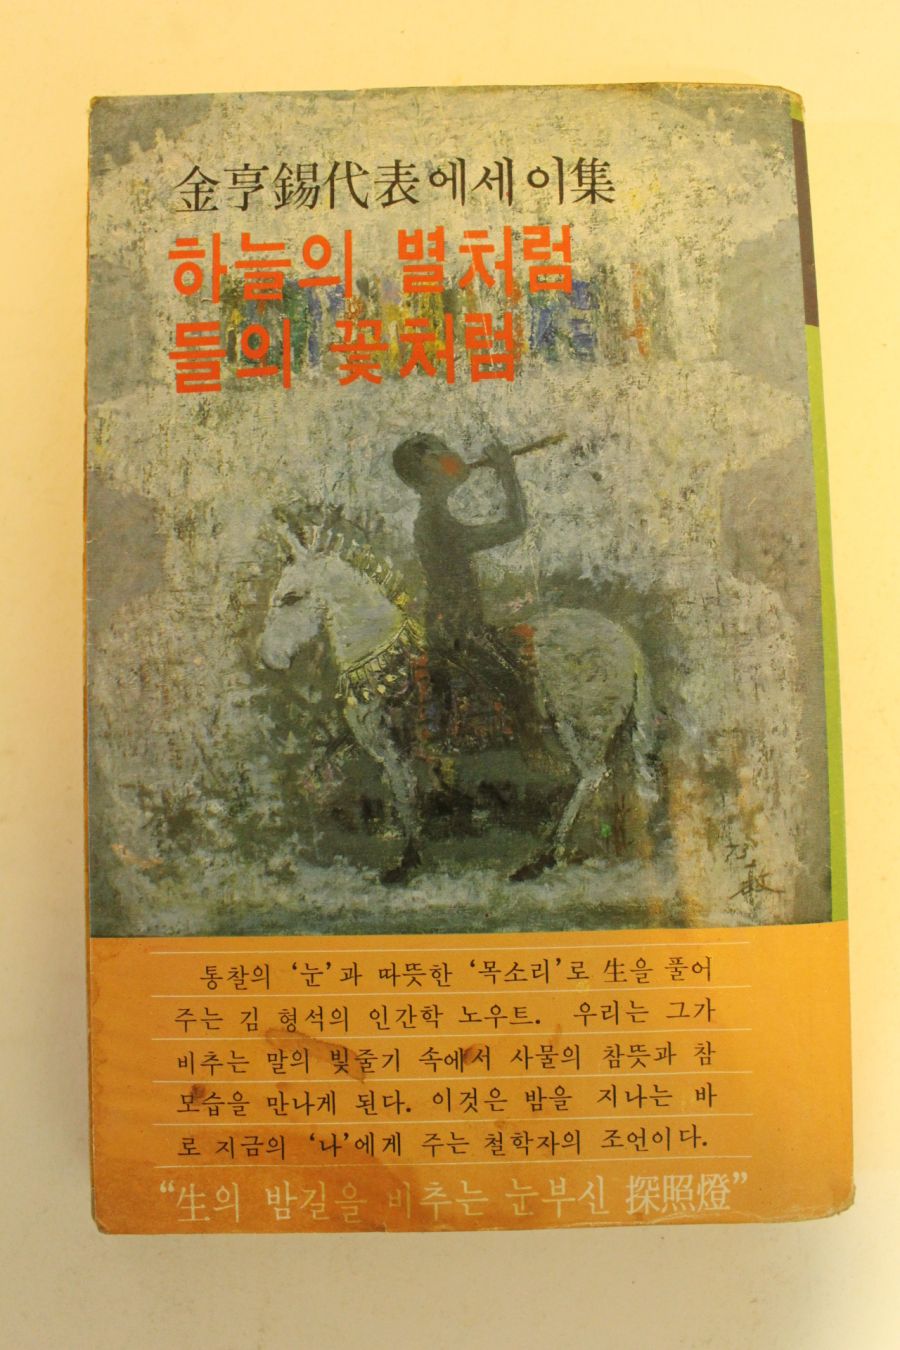 金亨錫代表에세이集
하늘의 별처럼
들의 꽃처럼
73 敏
통찰의 ‘눈’과 따뜻한 ‘목소리’로 生을 풀어
주는 김 형석의 인간학 노우트. 우리는 그가
비추는 말의 빛줄기 속에서 사물의 참뜻과 참
모습을 만나게 된다. 이것은 밤을 지나는 바
로 지금의 ‘나’에게 주는 철학자의 조언이다.
“生의 밤길을 비추는 눈부신 探照燈”